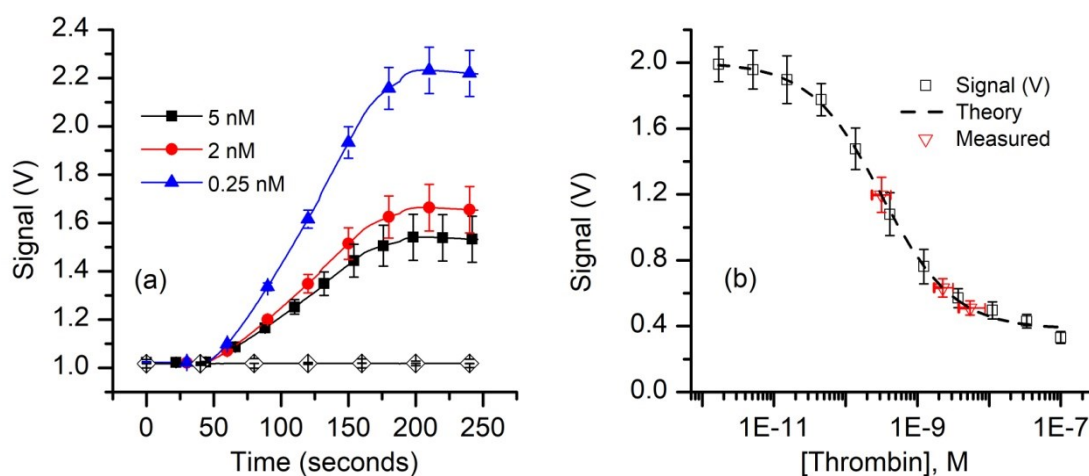 2.4
2.2
2.0
1.8
1.6
1.4
1.2
1.0
Signal (V)
5 nM
2 nM
0.25 nM
(a)
0 50 100 150 200 250
Time (seconds)
2.0
1.6
1.2
0.8
0.4
0.0
Signal (V)
Signal (V)
Theory
Measured
(b)
1E-11 1E-9 1E-7
[Thrombin], M